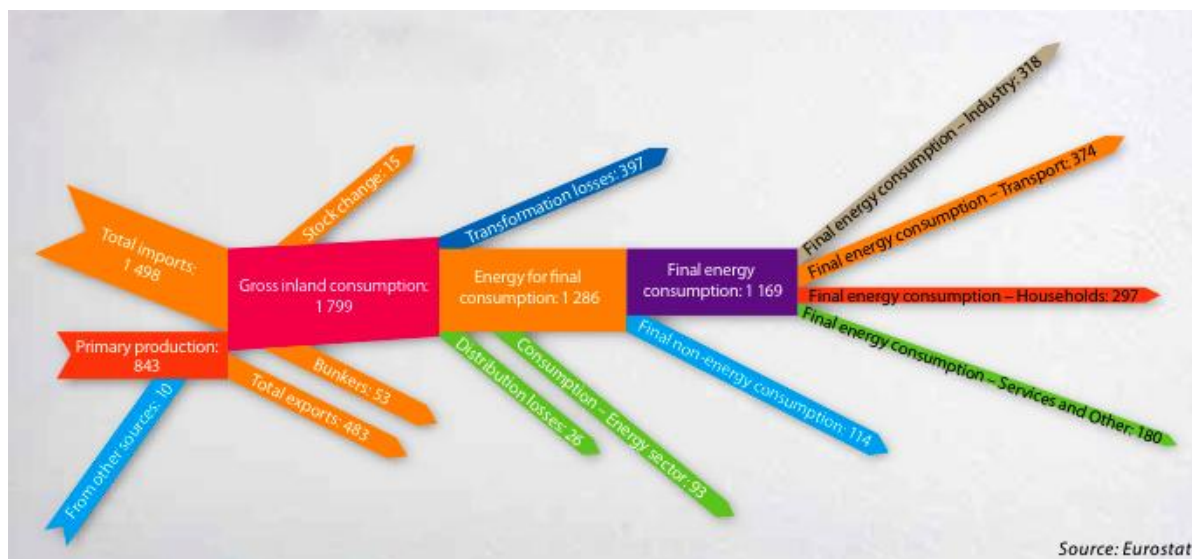 Total imports:
1 498
Primary production:
843
From other sources: 10
Stock change: 15
Gross inland consumption:
1 799
Bunkers: 53
Total exports: 483
Transformation losses: 397
Energy for final
consumption: 1 286
Distribution losses: 26
Consumption – Energy sector: 93
Final energy
consumption: 1 169
Final non-energy consumption: 114
Final energy consumption – Industry: 318
Final energy consumption – Transport: 374
Final energy consumption – Households: 297
Final energy consumption – Services and Other: 180
Source: Eurostat